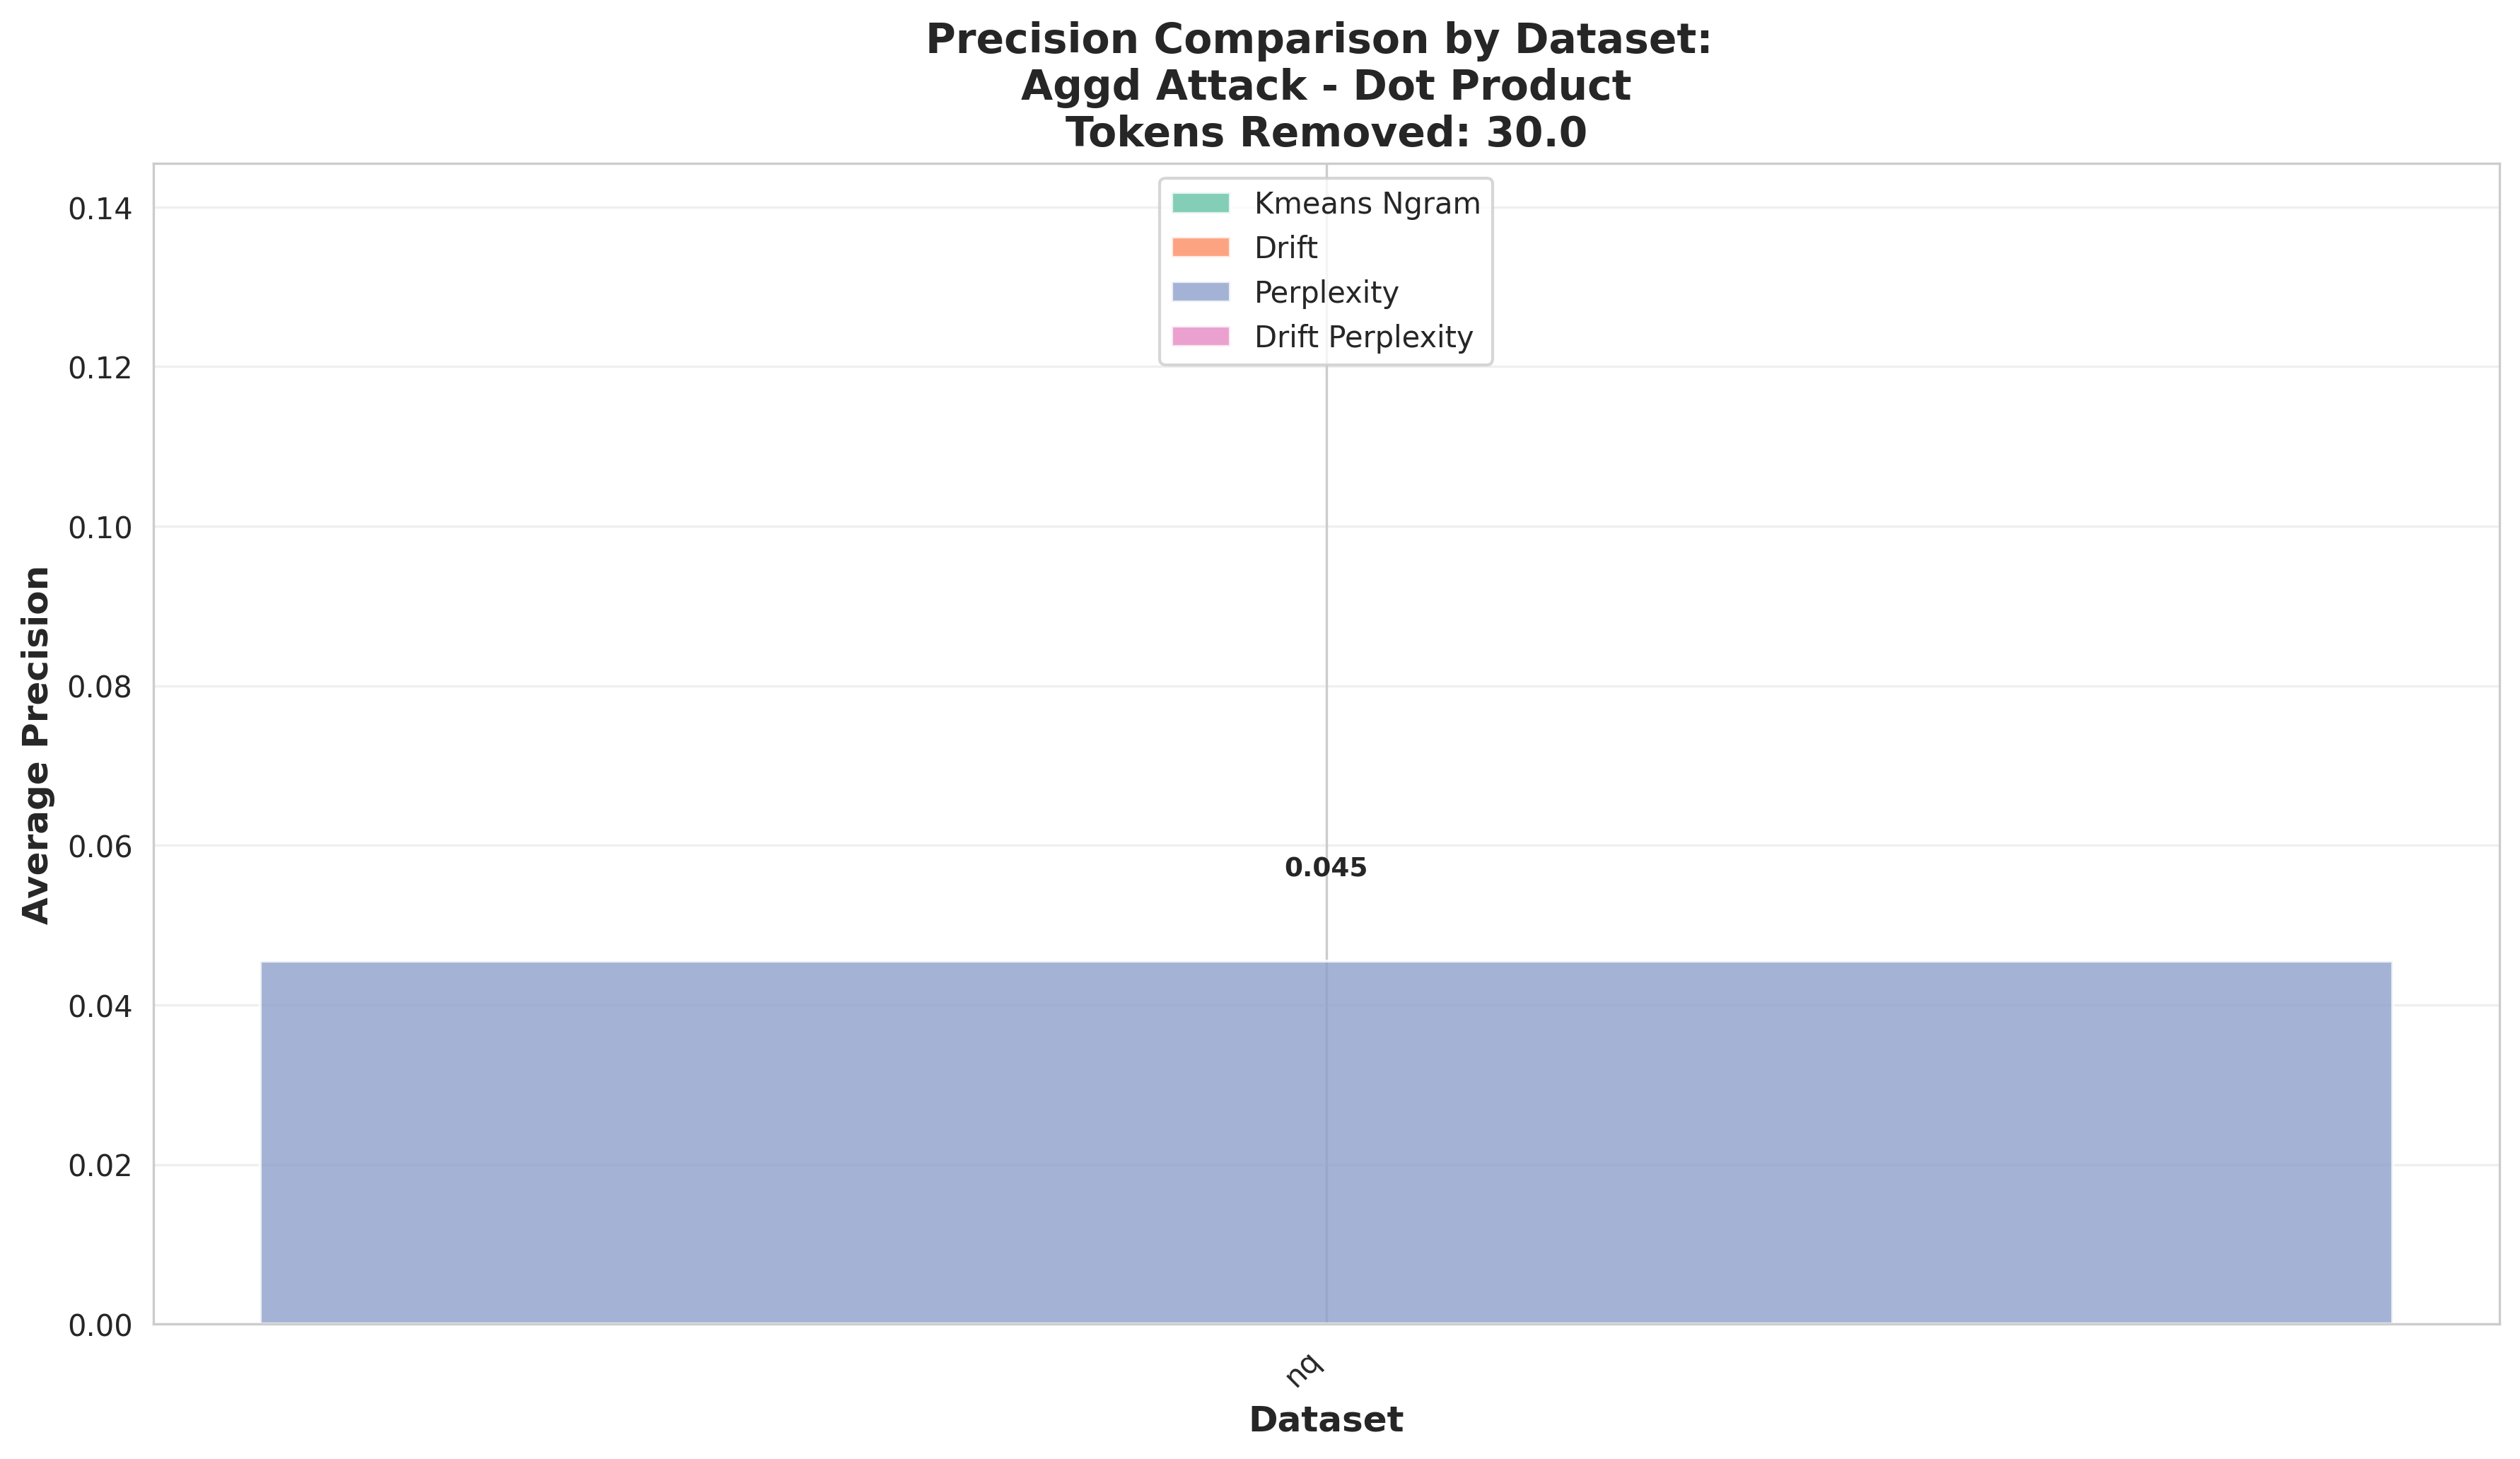 Precision Comparison by Dataset:
Aggd Attack - Dot Product
Tokens Removed: 30.0
Kmeans Ngram
Drift
Perplexity
Drift Perplexity
0.14
0.12
0.10
0.08
0.06
0.04
0.02
0.00
Average Precision
0.045
nq
Dataset